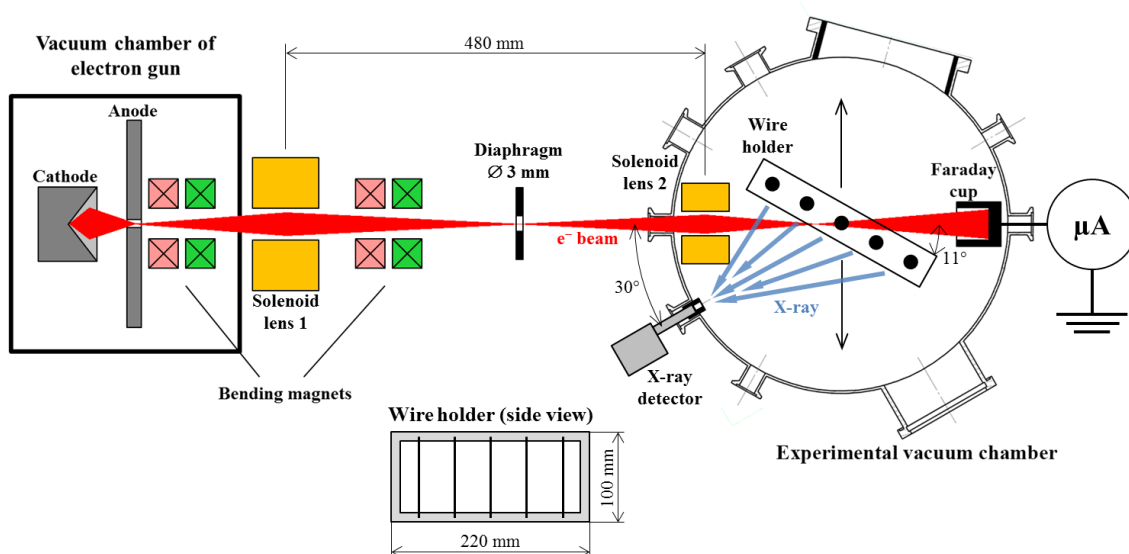 Vacuum chamber of
electron gun
480 mm
Anode
Cathode
Diaphragm
∅ 3 mm
Solenoid
lens 2
Wire
holder
Faraday
cup
μA
e⁻ beam
11°
30°
X-ray
Solenoid
lens 1
Bending magnets
X-ray
detector
Wire holder (side view)
100 mm
220 mm
Experimental vacuum chamber